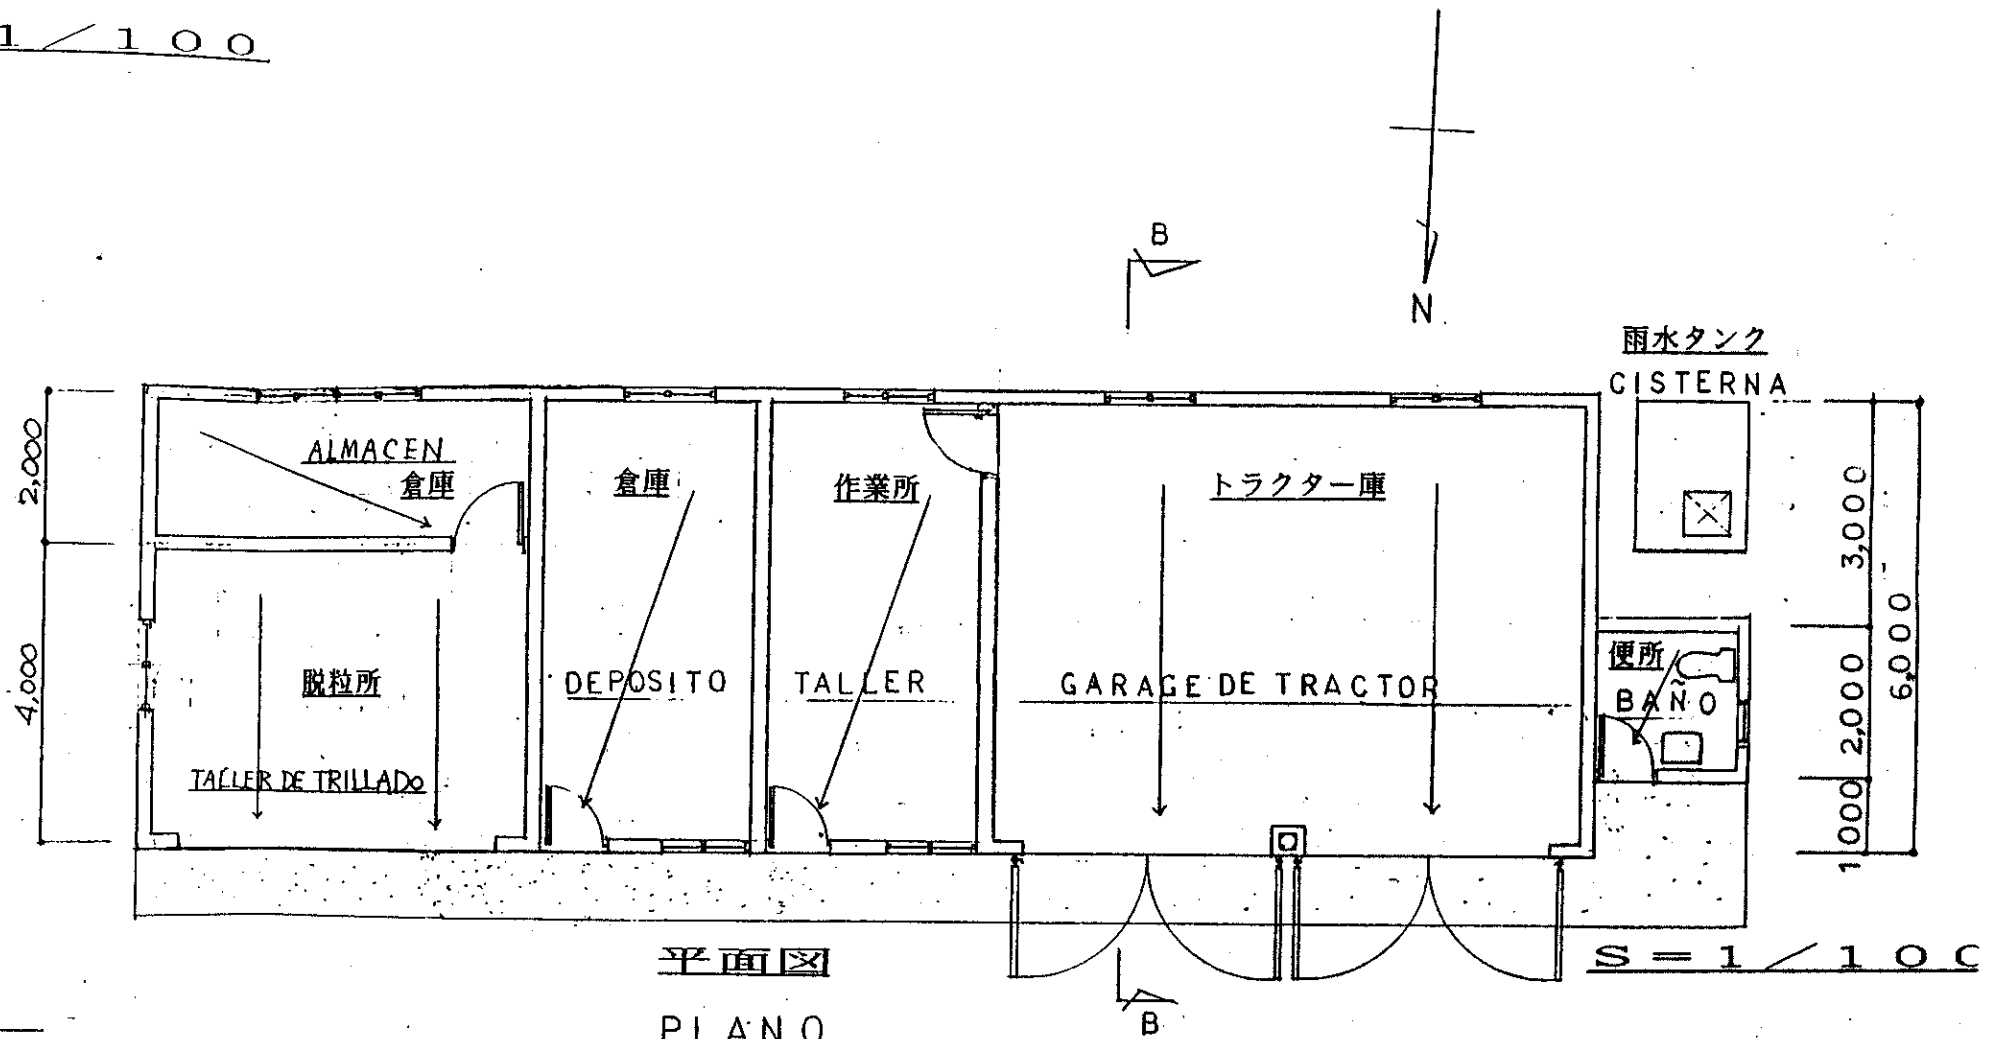 1／100
B
N
雨水タンク
CISTERNA
2,000
ALMACEN
倉庫
倉庫
作業所
トラクター庫
3,000
4,000
脱粒所
DEPOSITO
TALLER
GARAGE DE TRACTOR
便所
BAÑO
2,000
6,000
TALLER DE TRILLADO
1000
平面図
S＝1／100
PLANO
B